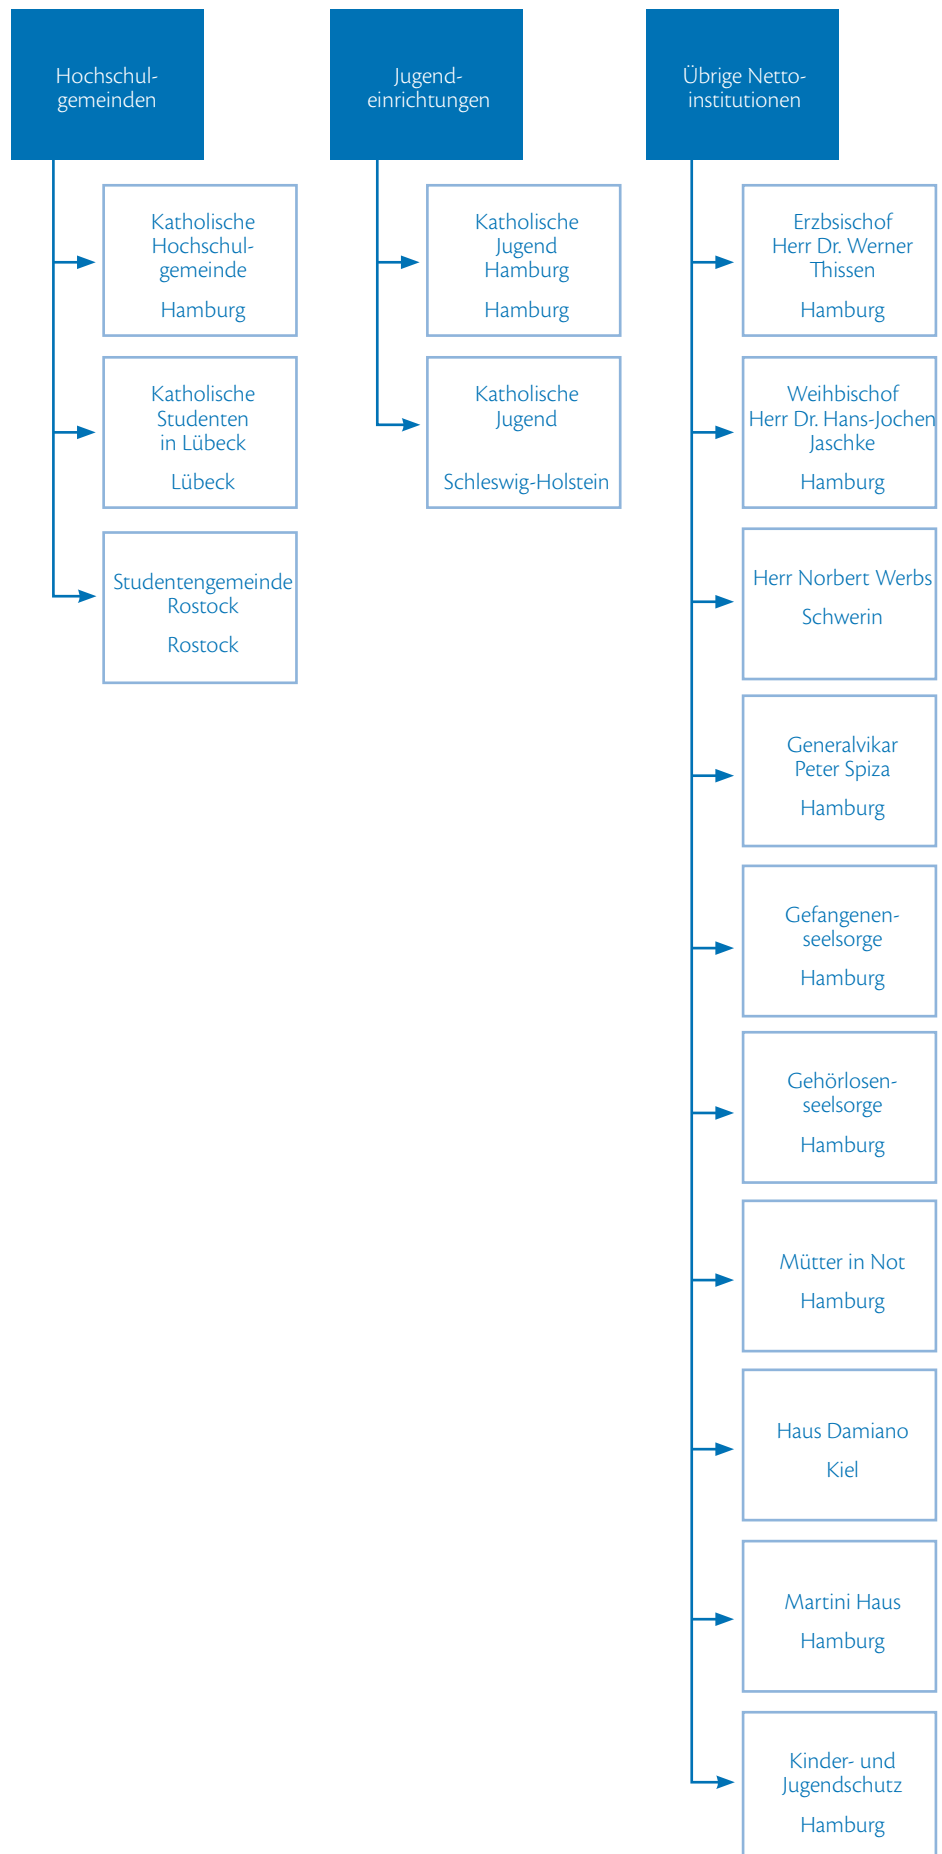 Hochschul-
gemeinden
Katholische
Hochschul-
gemeinde
Hamburg
Katholische
Studenten
in Lübeck
Lübeck
Studentengemeinde
Rostock
Rostock
Jugend-
einrichtungen
Katholische
Jugend
Hamburg
Hamburg
Katholische
Jugend
Schleswig-Holstein
Übrige Netto-
institutionen
Erzbsischof
Herr Dr. Werner
Thissen
Hamburg
Weihbischof
Herr Dr. Hans-Jochen
Jaschke
Hamburg
Herr Norbert Werbs
Schwerin
Generalvikar
Peter Spiza
Hamburg
Gefangenen-
seelsorge
Hamburg
Gehörlosen-
seelsorge
Hamburg
Mütter in Not
Hamburg
Haus Damiano
Kiel
Martini Haus
Hamburg
Kinder- und
Jugendschutz
Hamburg